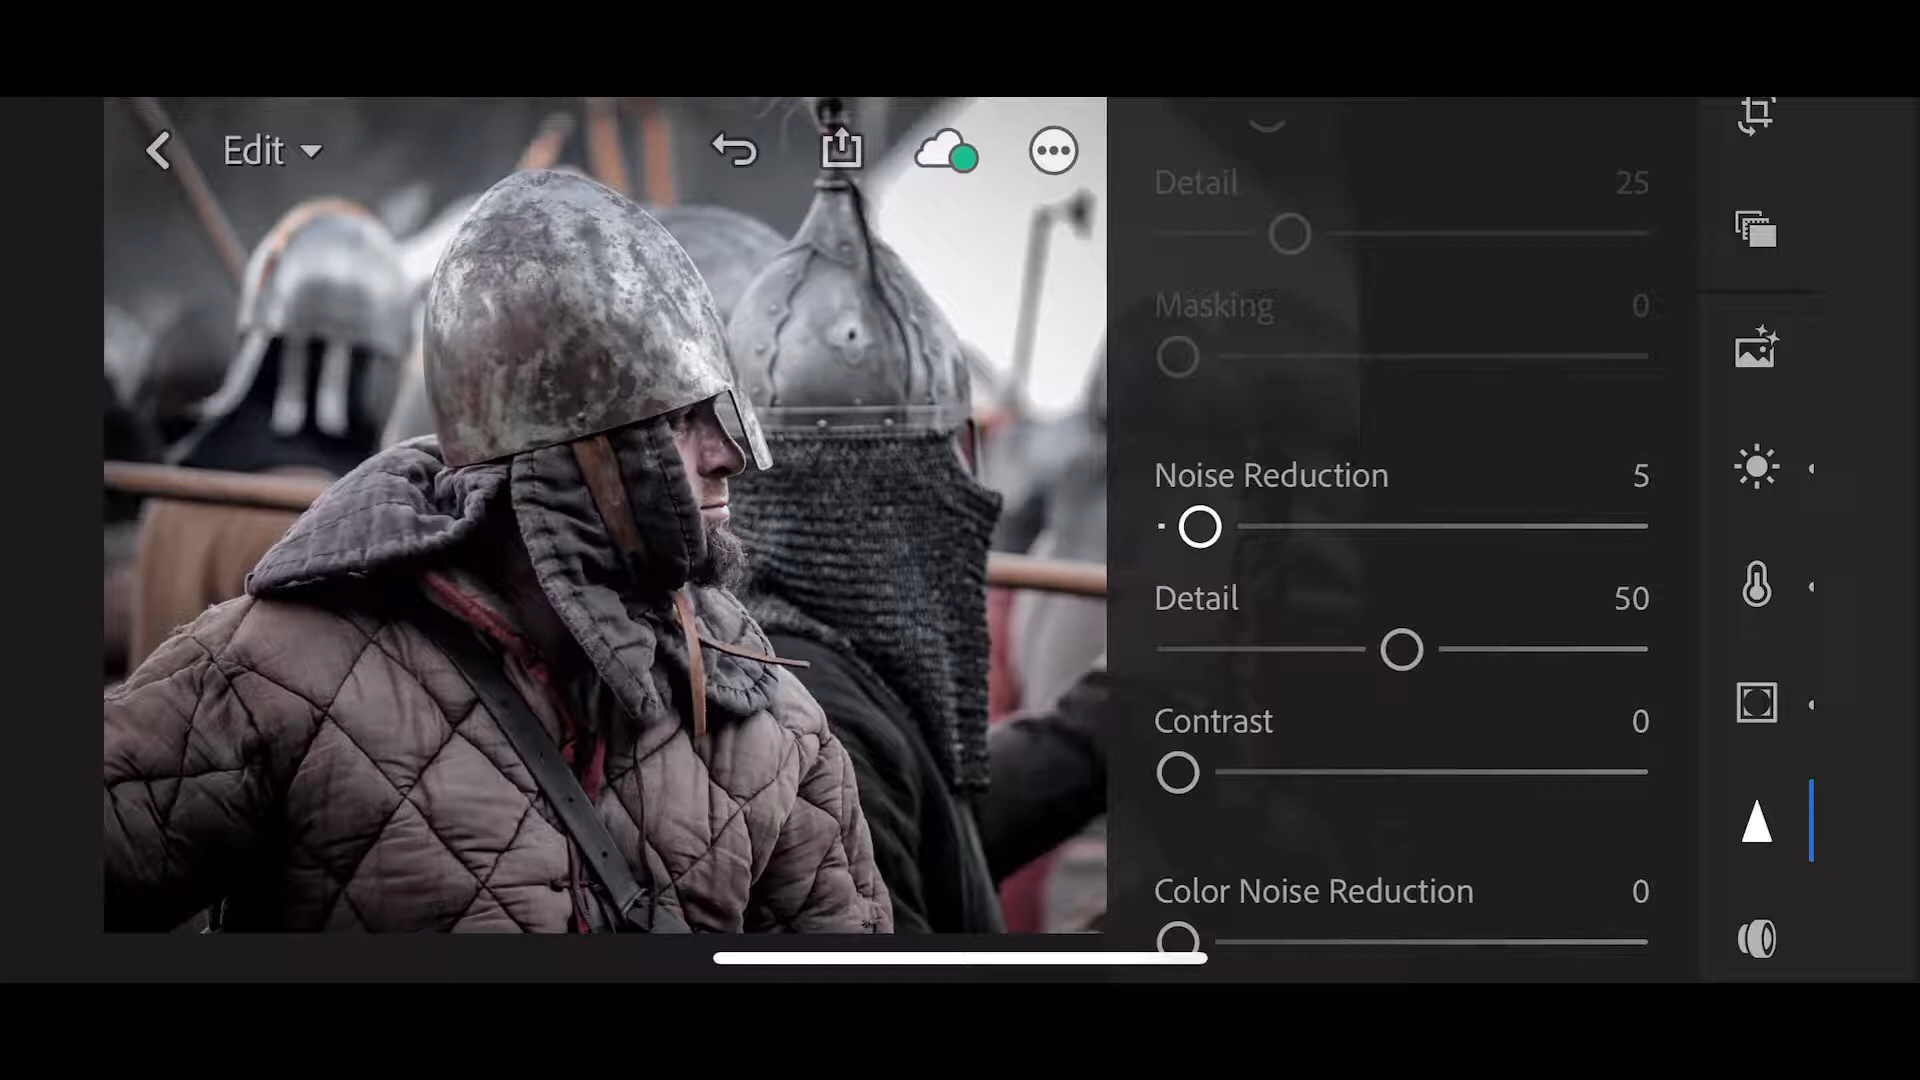 Edit
Detail 25
Masking 0
Noise Reduction 5
Detail 50
Contrast 0
Color Noise Reduction 0